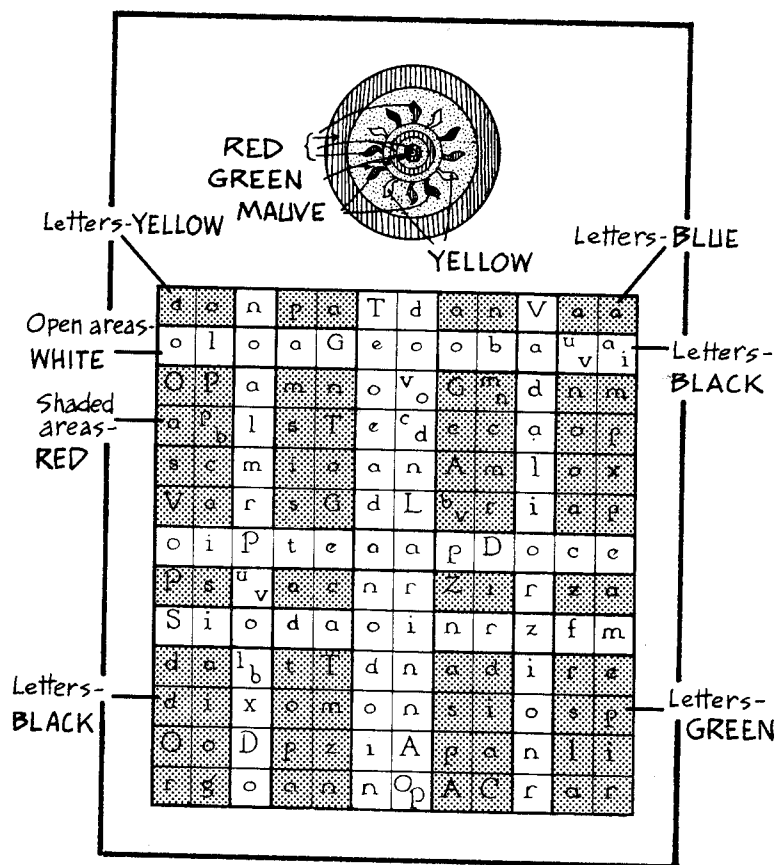 RED
GREEN
MAUVE
YELLOW
Letters-YELLOW
Letters-BLUE
o n p a T d a n V a a
Open areas-WHITE
o l o a G e o o b a u v a i
Letters-BLACK
O P a m n o v o G m n d n m
Shaded areas-RED
a p b l s T e c d e c a o p
s c m i o a n A m l o x
V a r s G d L b v r i a p
o i P t e a a p D o c e
P s u v a c n r Z i r z a
S i o d a o i n r z f m
d a l b t I d n a d i r e
Letters-BLACK
d i x o m o n s i o s p
Letters-GREEN
O o D p z i A p a n l i
r g o a n n O p A C r a r